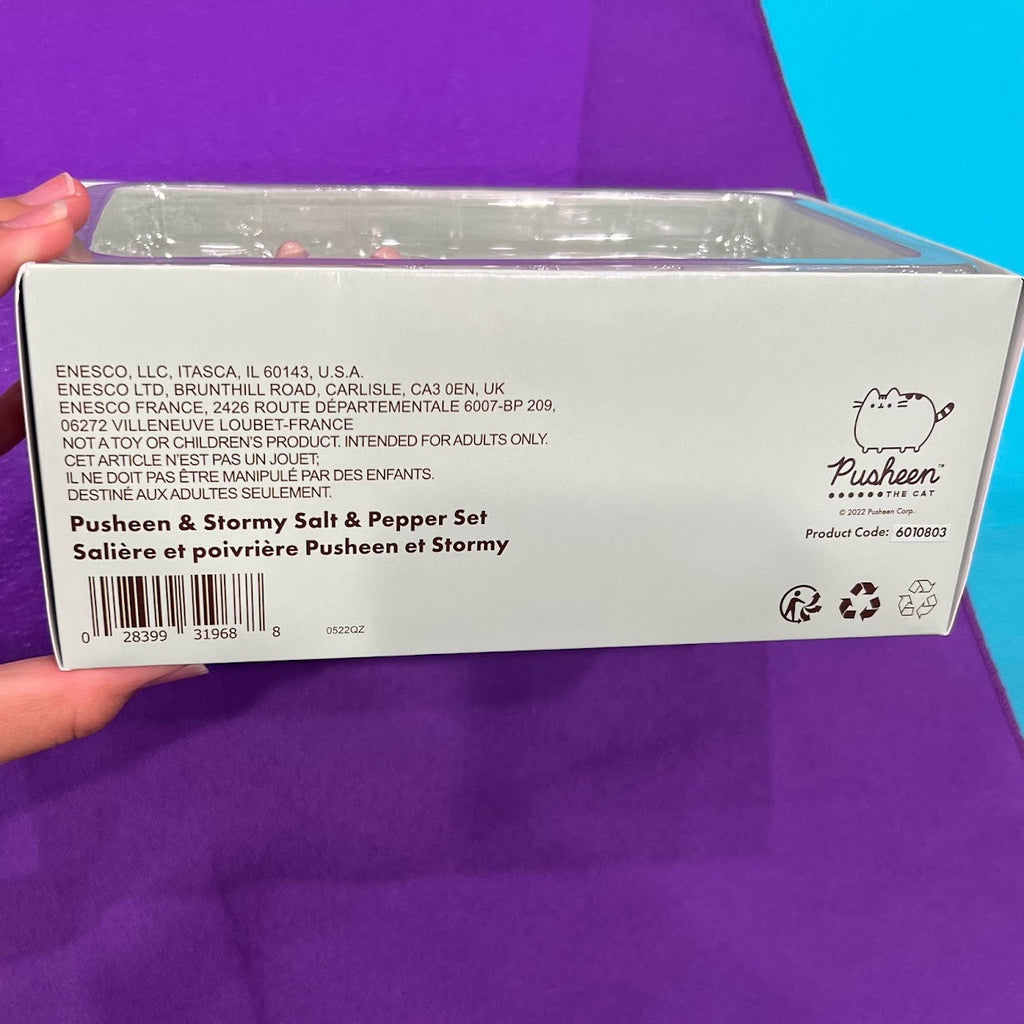 ENESCO, LLC, ITASCA, IL 60143, U.S.A.
ENESCO LTD, BRUNTHILL ROAD, CARLISLE, CA3 0EN, UK
ENESCO FRANCE, 2426 ROUTE DÉPARTEMENTALE 6007-BP 209,
06272 VILLENEUVE LOUBET-FRANCE
NOT A TOY OR CHILDREN'S PRODUCT. INTENDED FOR ADULTS ONLY.
CET ARTICLE N'EST PAS UN JOUET;
IL NE DOIT PAS ÊTRE MANIPULÉ PAR DES ENFANTS.
DESTINÉ AUX ADULTES SEULEMENT.
Pusheen & Stormy Salt & Pepper Set
Salière et poivrière Pusheen et Stormy
0 28399 31968 8
0522QZ
Pusheen™
THE CAT
© 2022 Pusheen Corp.
Product Code: 6010803